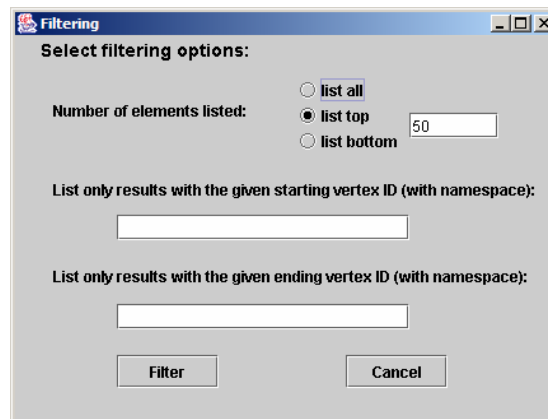 Filtering
Select filtering options:
list all
Number of elements listed:
list top
50
list bottom
List only results with the given starting vertex ID (with namespace):
List only results with the given ending vertex ID (with namespace):
Filter
Cancel